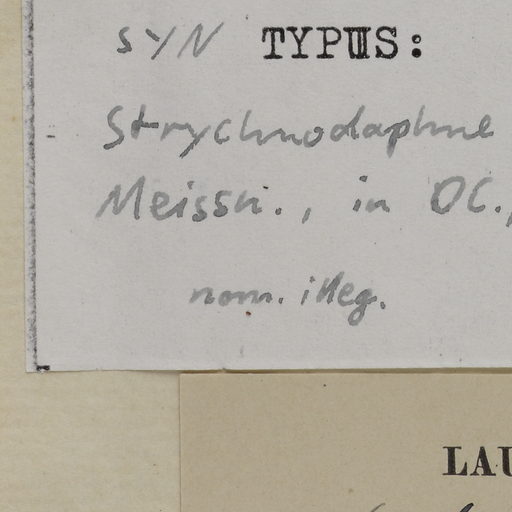 SYN TYPUS:
Strychnodaphne
Meissn., in DC.,
nom. illeg.
LAU